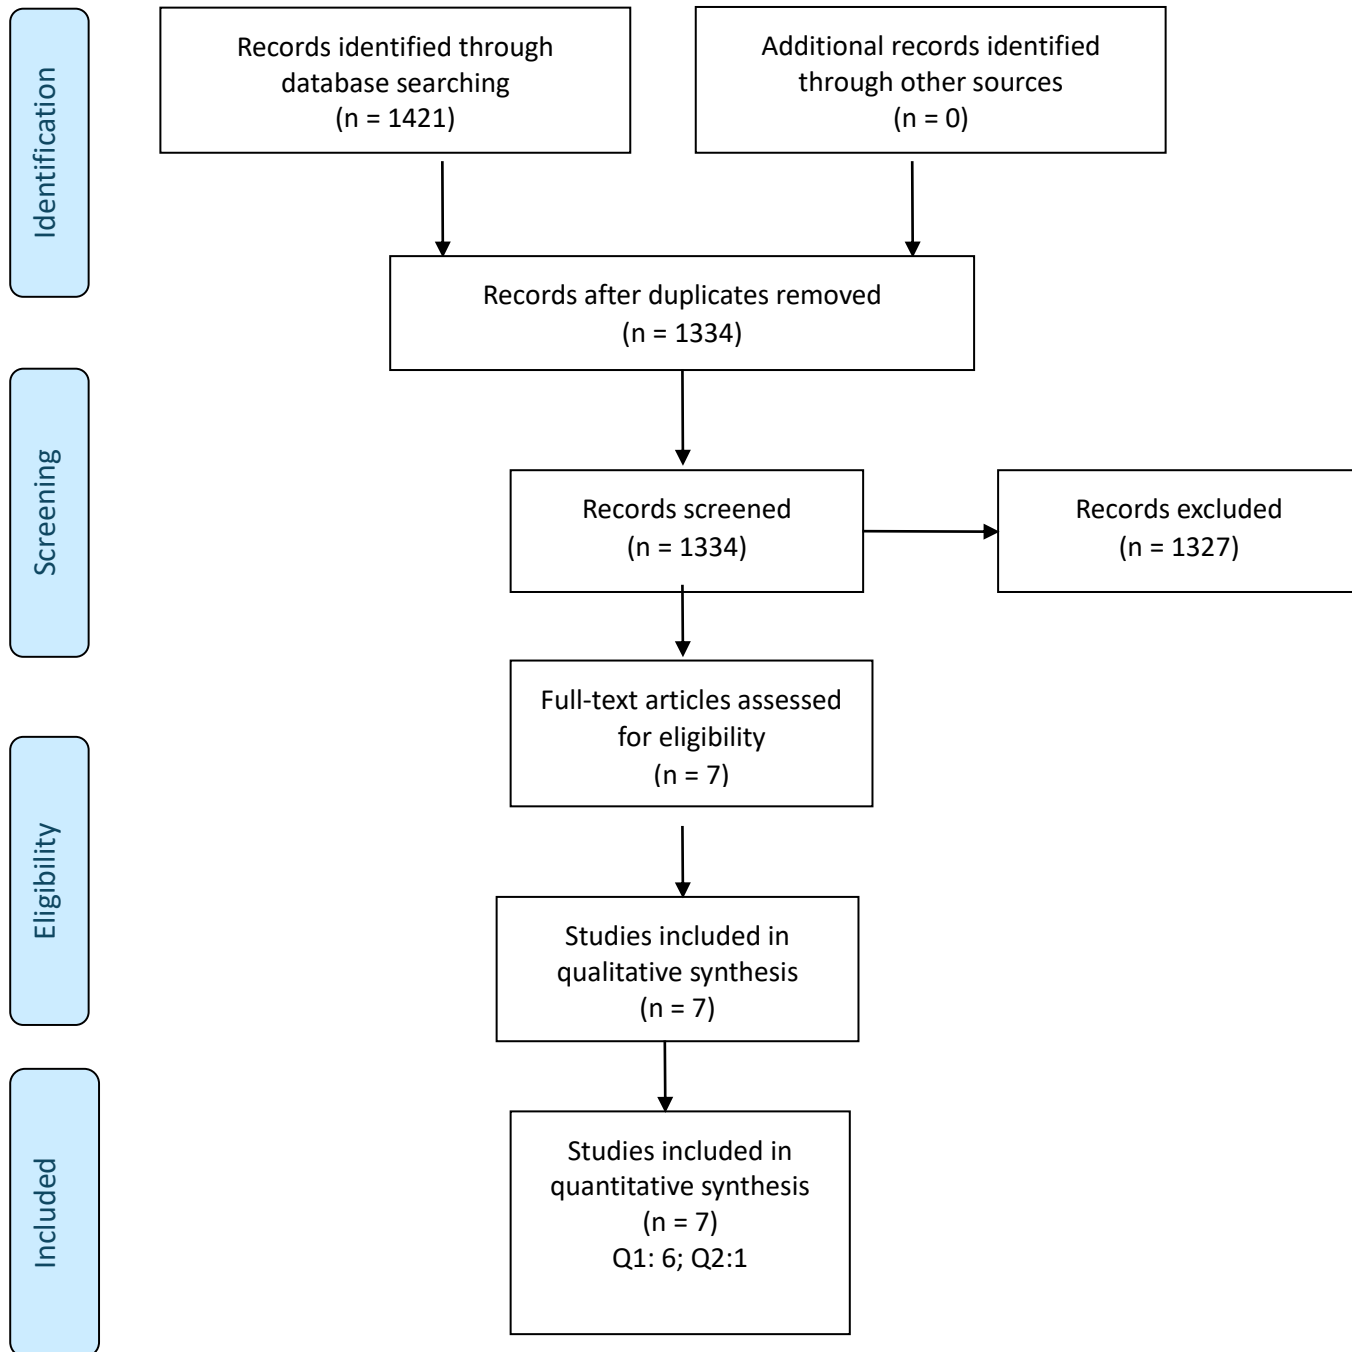 Identification
Records identified through
database searching
(n = 1421)
Additional records identified
through other sources
(n = 0)
Records after duplicates removed
(n = 1334)
Screening
Records screened
(n = 1334)
Records excluded
(n = 1327)
Full-text articles assessed
for eligibility
(n = 7)
Eligibility
Studies included in
qualitative synthesis
(n = 7)
Included
Studies included in
quantitative synthesis
(n = 7)
Q1: 6; Q2:1